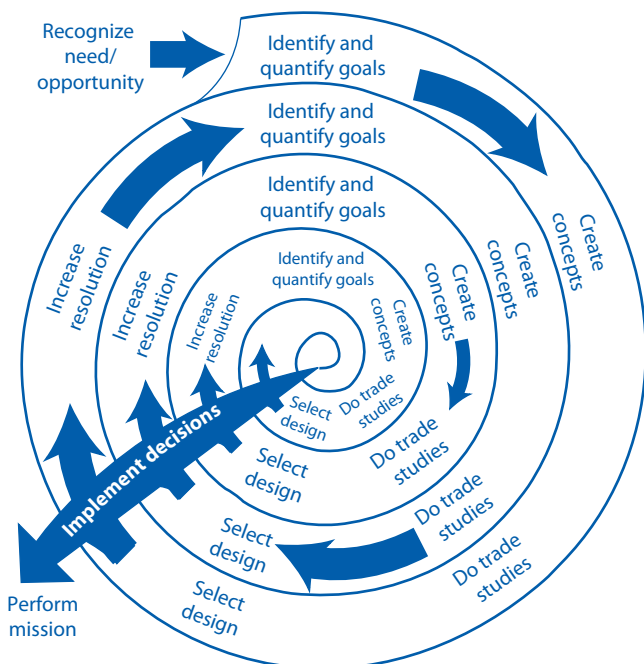 Recognize
need/
opportunity
Identify and
quantify goals
Identify and
quantify goals
Identify and
quantify goals
Identify and
quantify goals
Create
concepts
Create
concepts
Create
concepts
Create
concepts
Increase
resolution
Increase
resolution
Increase
resolution
Do trade
studies
Do trade
studies
Do trade
studies
Do trade
studies
Select
design
Select
design
Select
design
Select
design
Implement decisions
Perform
mission